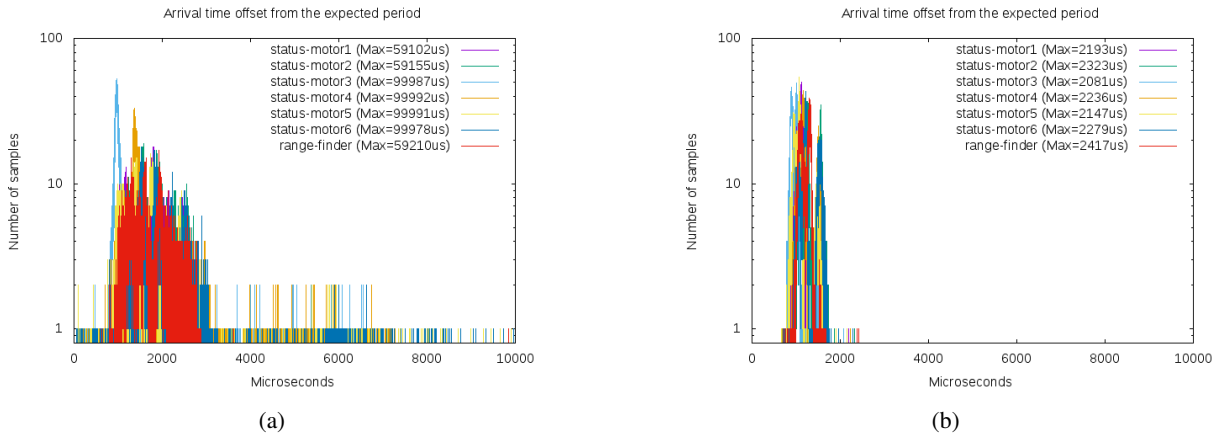 Arrival time offset from the expected period
100
10
1
Number of samples
status-motor1 (Max=59102us)
status-motor2 (Max=59155us)
status-motor3 (Max=99987us)
status-motor4 (Max=99992us)
status-motor5 (Max=99991us)
status-motor6 (Max=99978us)
range-finder (Max=59210us)
0 2000 4000 6000 8000 10000
Microseconds
(a)
Arrival time offset from the expected period
100
10
1
Number of samples
status-motor1 (Max=2193us)
status-motor2 (Max=2323us)
status-motor3 (Max=2081us)
status-motor4 (Max=2236us)
status-motor5 (Max=2147us)
status-motor6 (Max=2279us)
range-finder (Max=2417us)
0 2000 4000 6000 8000 10000
Microseconds
(b)